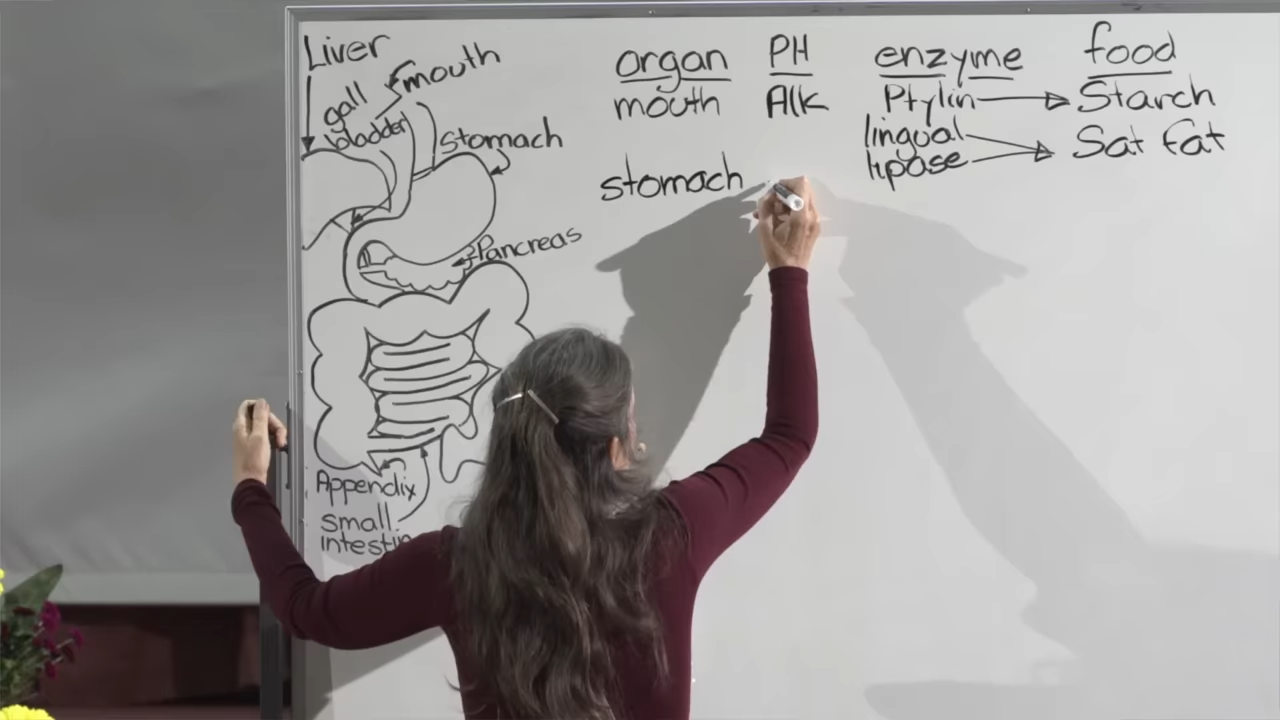 Liver
gall
bladder
mouth
Stomach
Pancreas
Appendix
small
intestin
organ PH enzyme food
mouth Alk Ptylin Starch
lingual
lipase Sat fat
stomach